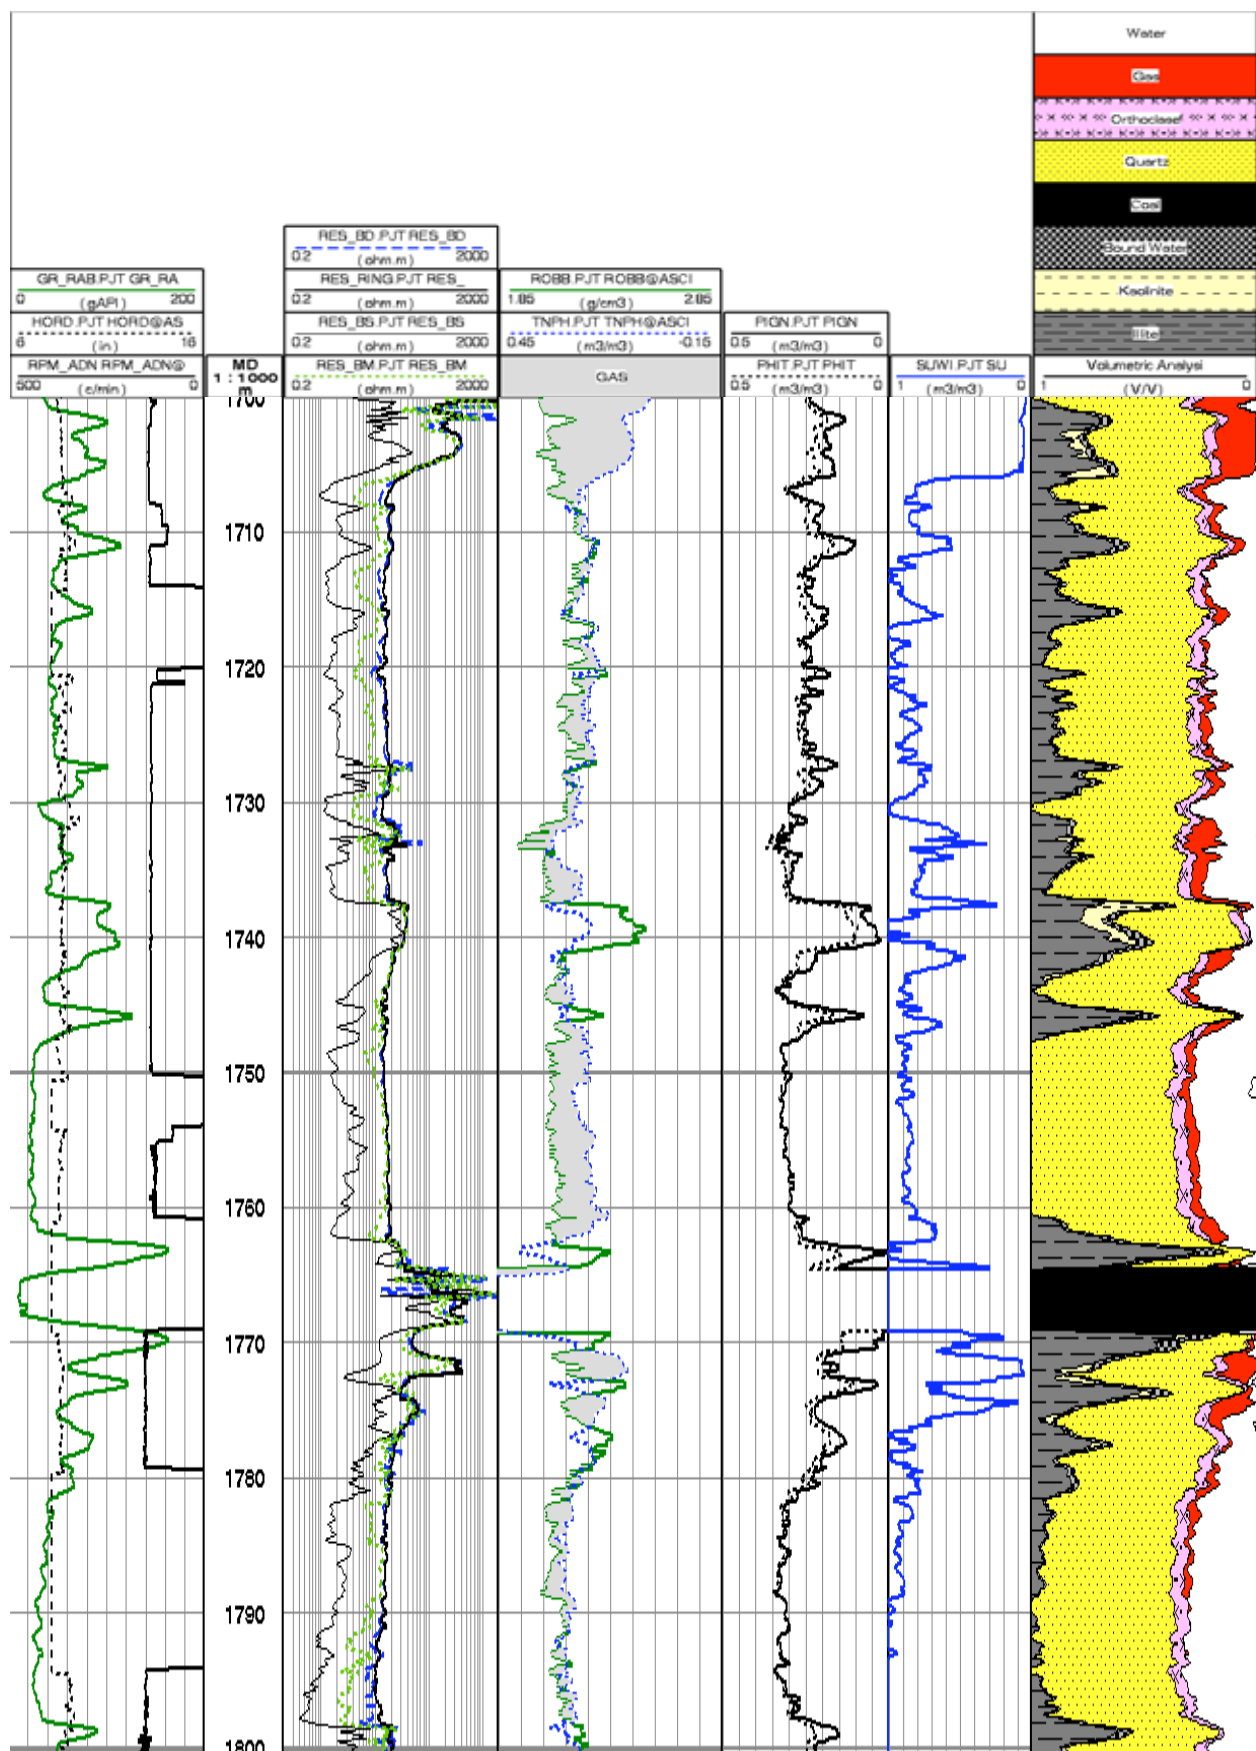 Water
Gas
Orthoclase
Quartz
Coal
Bound Water
Kaolinite
Illite
RES_BD.PJT RES_BD
0.2 (ohm.m) 2000
GR_RAB.PJT GR_RA
0 (gAPI) 200
RES_RING.PJT RES_
0.2 (ohm.m) 2000
ROBB.PJT ROBB@ASCI
1.85 (g/cm3) 2.85
HORD.PJT HORD@AS
6 (in) 16
RES_BS.PJT RES_BS
0.2 (ohm.m) 2000
TNPH.PJT TNPH@ASCI
0.45 (m3/m3) -0.15
PIGN.PJT PIGN
0.5 (m3/m3) 0
RPM_ADN RPM_ADN@
500 (c/min) 0
MD
1 : 1000
m
RES_BM.PJT RES_BM
0.2 (ohm.m) 2000
GAS
PHIT.PJT PHIT
0.5 (m3/m3) 0
SUWI.PJT SU
1 (m3/m3) 0
Volumetric Analysi
1 (V/V) 0
1700
1710
1720
1730
1740
1750
1760
1770
1780
1790
1800